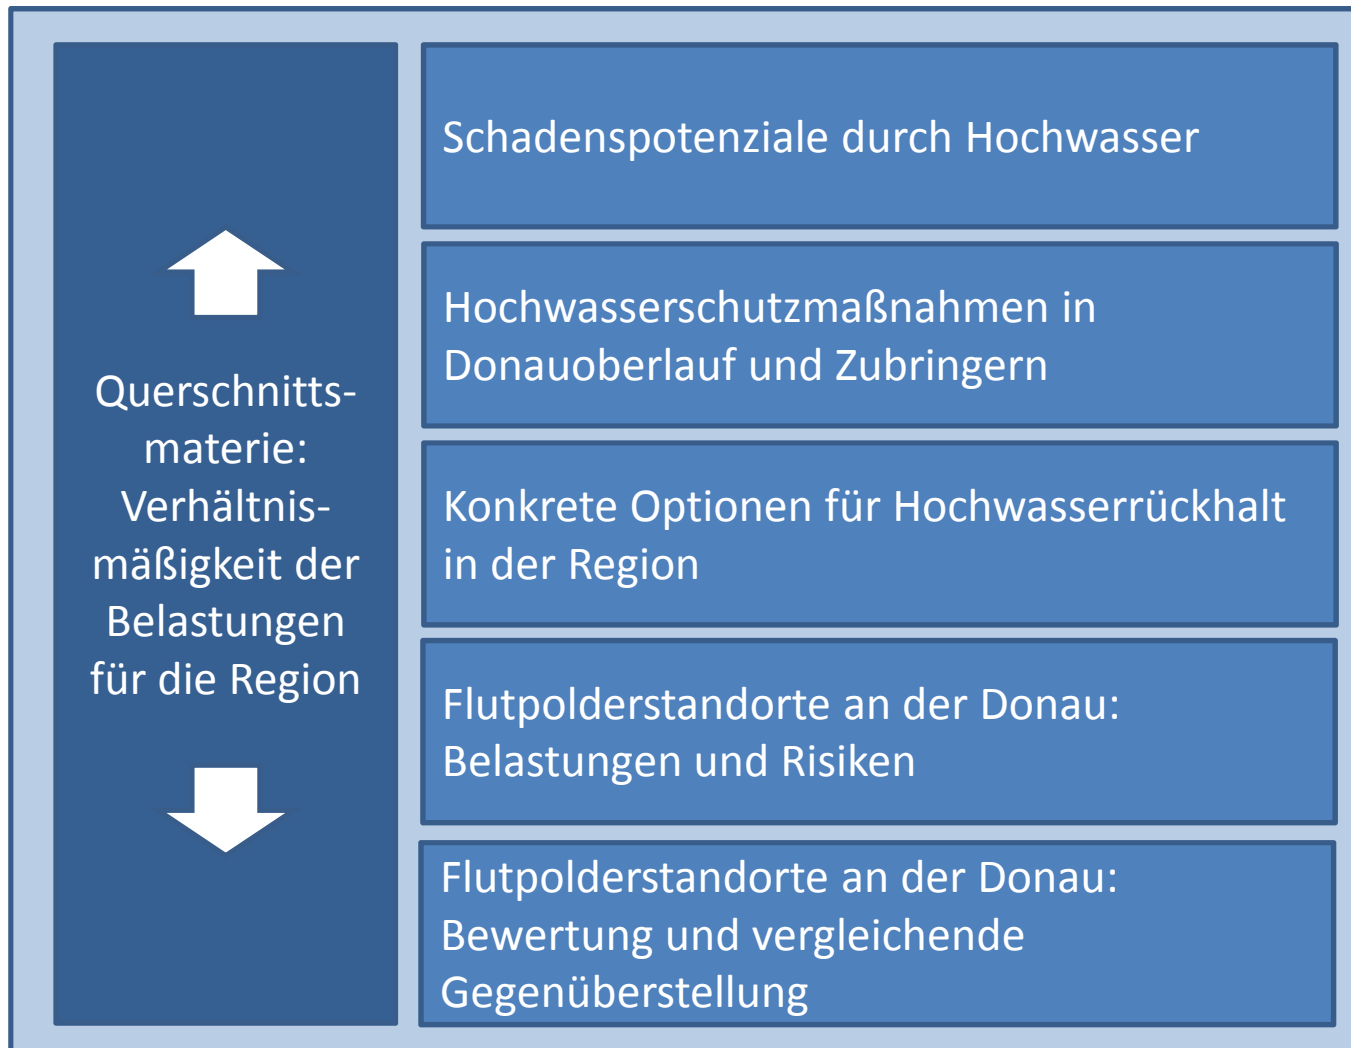 Querschnitts-
materie:
Verhältnis-
mäßigkeit der
Belastungen
für die Region
Schadenspotenziale durch Hochwasser
Hochwasserschutzmaßnahmen in
Donauoberlauf und Zubringern
Konkrete Optionen für Hochwasserrückhalt
in der Region
Flutpolderstandorte an der Donau:
Belastungen und Risiken
Flutpolderstandorte an der Donau:
Bewertung und vergleichende
Gegenüberstellung